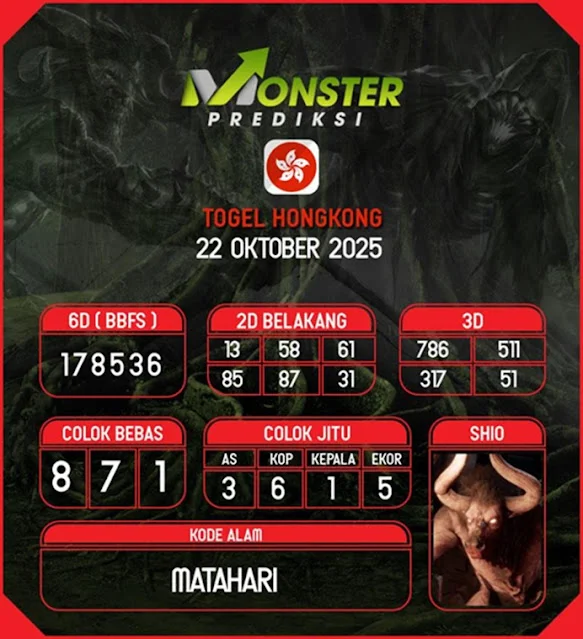 MONSTER
PREDIKSI
TOGEL HONGKONG
22 OKTOBER 2025
6D ( BBFS )
178536
2D BELAKANG
13 58 61
85 87 31
3D
786 511
317 51
COLOK BEBAS
8 7 1
COLOK JITU
AS KOP KEPALA EKOR
3 6 1 5
SHIO
KODE ALAM
MATAHARI